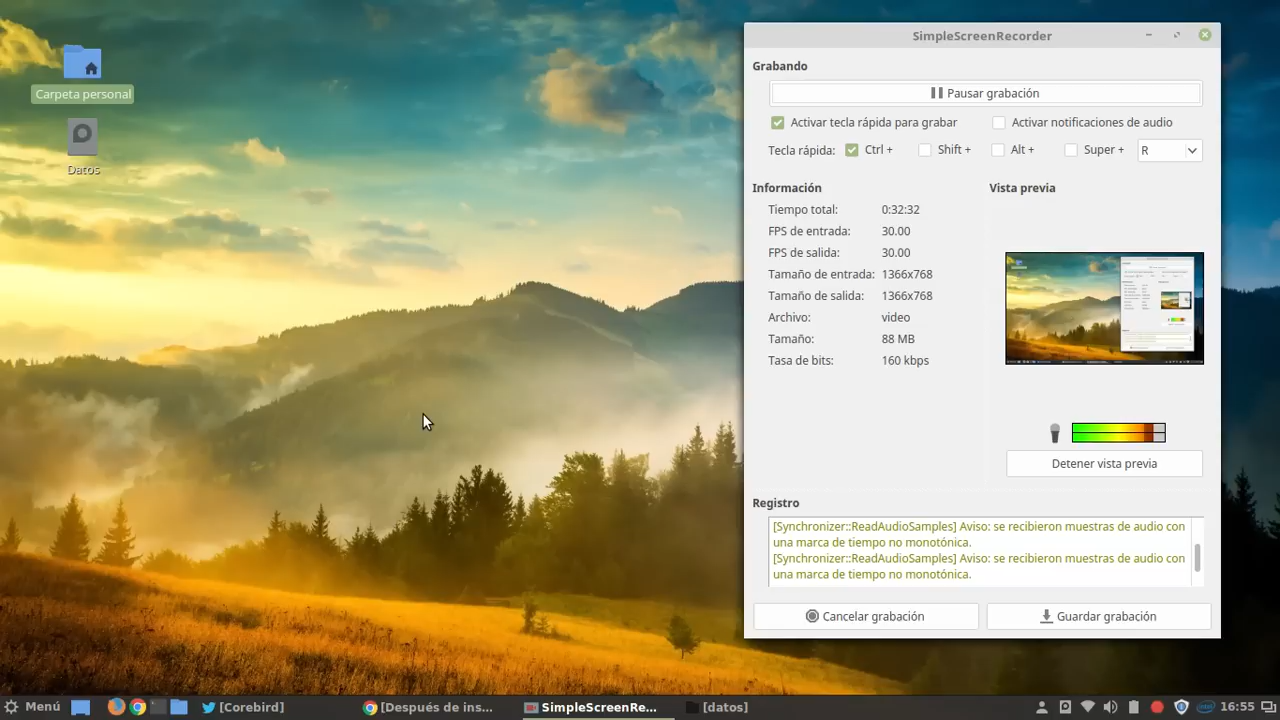 SimpleScreenRecorder
Carpeta personal
Datos
Grabando
Pausar grabación
Activar tecla rápida para grabar
Activar notificaciones de audio
Tecla rápida:
Ctrl +
Shift +
Alt +
Super +
R
Información
Tiempo total: 0:32:32
FPS de entrada: 30.00
FPS de salida: 30.00
Tamaño de entrada: 1366x768
Tamaño de salida: 1366x768
Archivo: video
Tamaño: 88 MB
Tasa de bits: 160 kbps
Vista previa
Detener vista previa
Registro
[Synchronizer::ReadAudioSamples] Aviso: se recibieron muestras de audio con
una marca de tiempo no monotónica.
[Synchronizer::ReadAudioSamples] Aviso: se recibieron muestras de audio con
una marca de tiempo no monotónica.
Cancelar grabación
Guardar grabación
Menú
[Corebird]
[Después de ins...
SimpleScreenRe...
[datos]
16:55